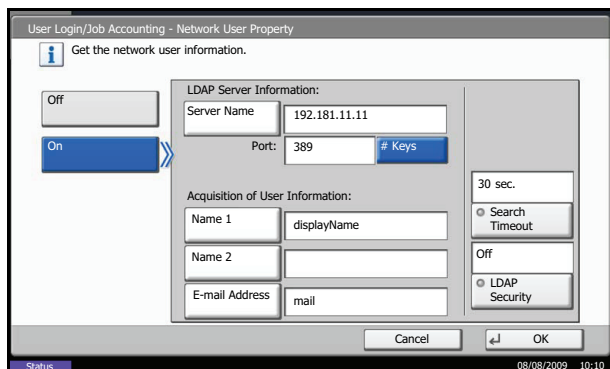 User Login/Job Accounting - Network User Property
Get the network user information.
Off
On
LDAP Server Information:
Server Name
192.181.11.11
Port:
389
# Keys
Acquisition of User Information:
Name 1
displayName
Name 2
E-mail Address
mail
30 sec.
Search
Timeout
Off
LDAP
Security
Cancel
OK
Status
08/08/2009 10:10